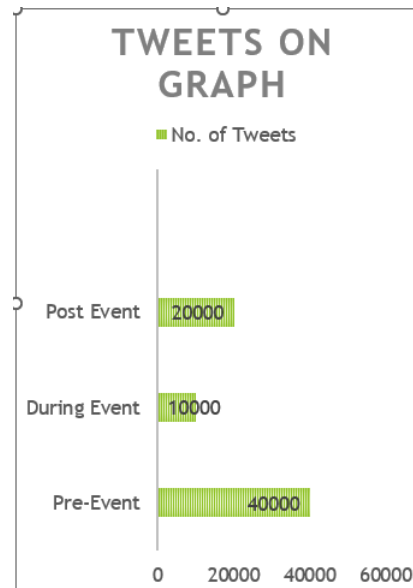 TWEETS ON
GRAPH
No. of Tweets
Post Event 20000
During Event 10000
Pre-Event 40000
0 20000 40000 60000